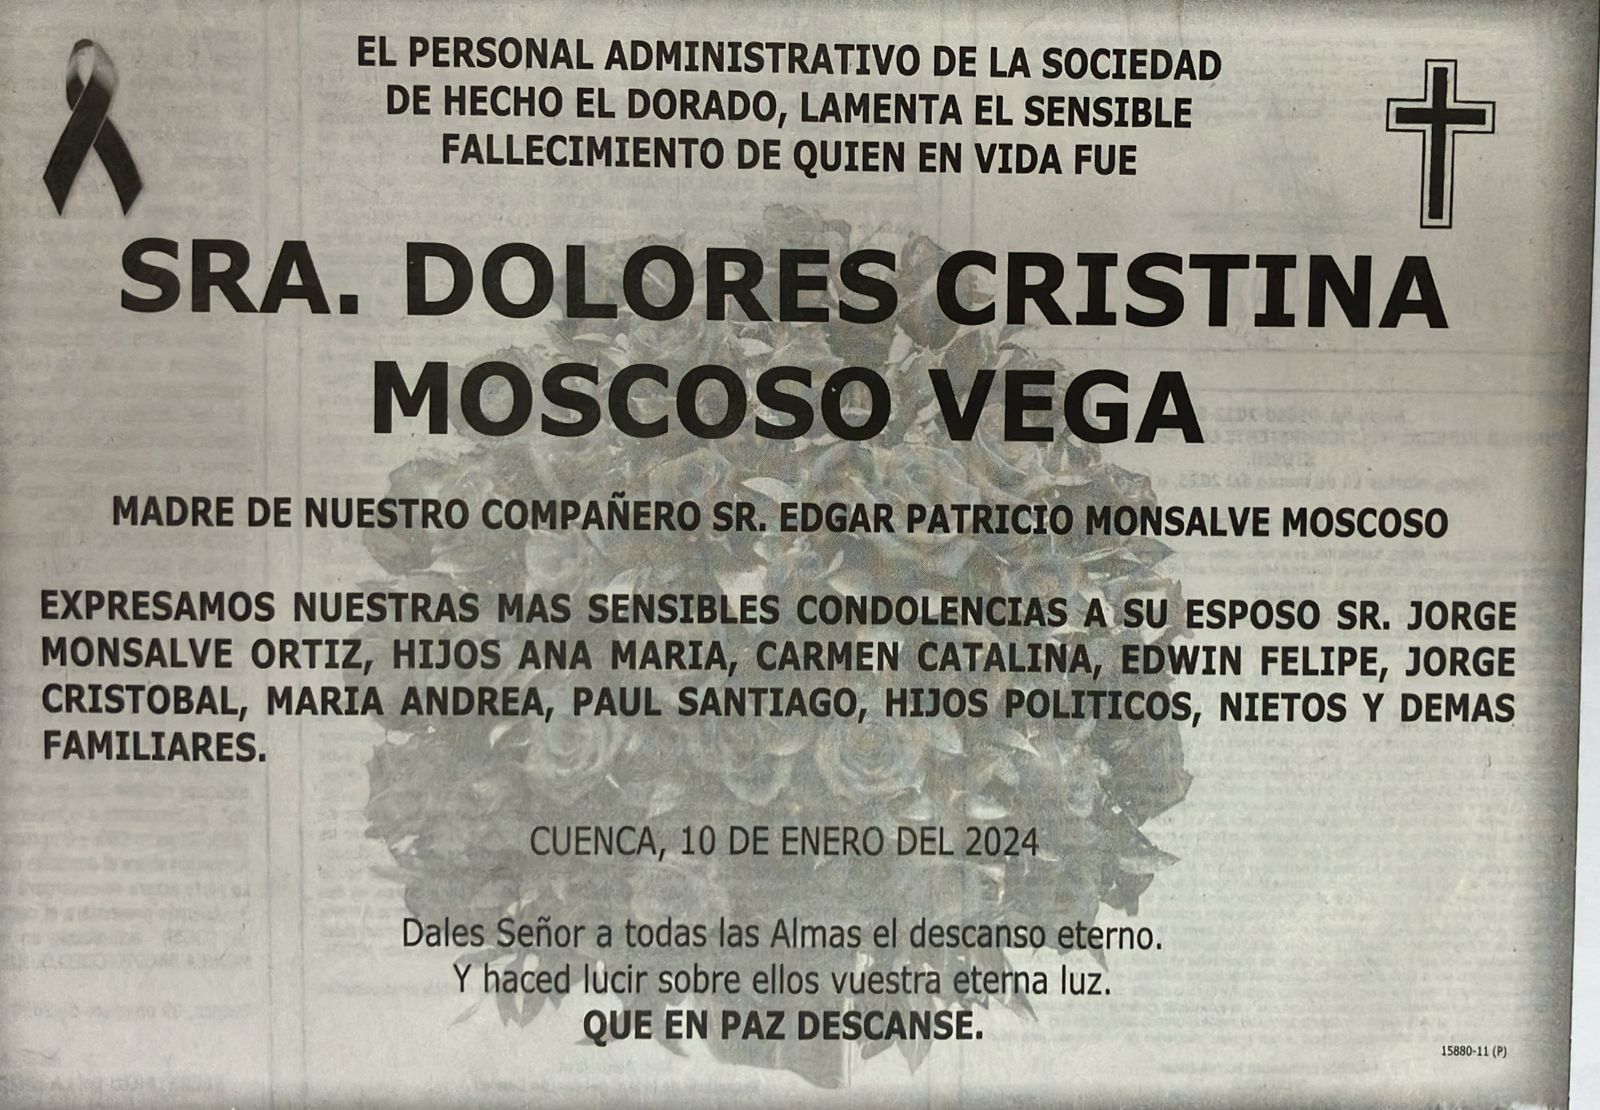 EL PERSONAL ADMINISTRATIVO DE LA SOCIEDAD
DE HECHO EL DORADO, LAMENTA EL SENSIBLE
FALLECIMIENTO DE QUIEN EN VIDA FUE
SRA. DOLORES CRISTINA
MOSCOSO VEGA
MADRE DE NUESTRO COMPAÑERO SR. EDGAR PATRICIO MONSALVE MOSCOSO
EXPRESAMOS NUESTRAS MAS SENSIBLES CONDOLENCIAS A SU ESPOSO SR. JORGE
MONSALVE ORTIZ, HIJOS ANA MARIA, CARMEN CATALINA, EDWIN FELIPE, JORGE
CRISTOBAL, MARIA ANDREA, PAUL SANTIAGO, HIJOS POLITICOS, NIETOS Y DEMAS
FAMILIARES.
CUENCA, 10 DE ENERO DEL 2024
Dales Señor a todas las Almas el descanso eterno.
Y haced lucir sobre ellos vuestra eterna luz.
QUE EN PAZ DESCANSE.
15880-11 (P)